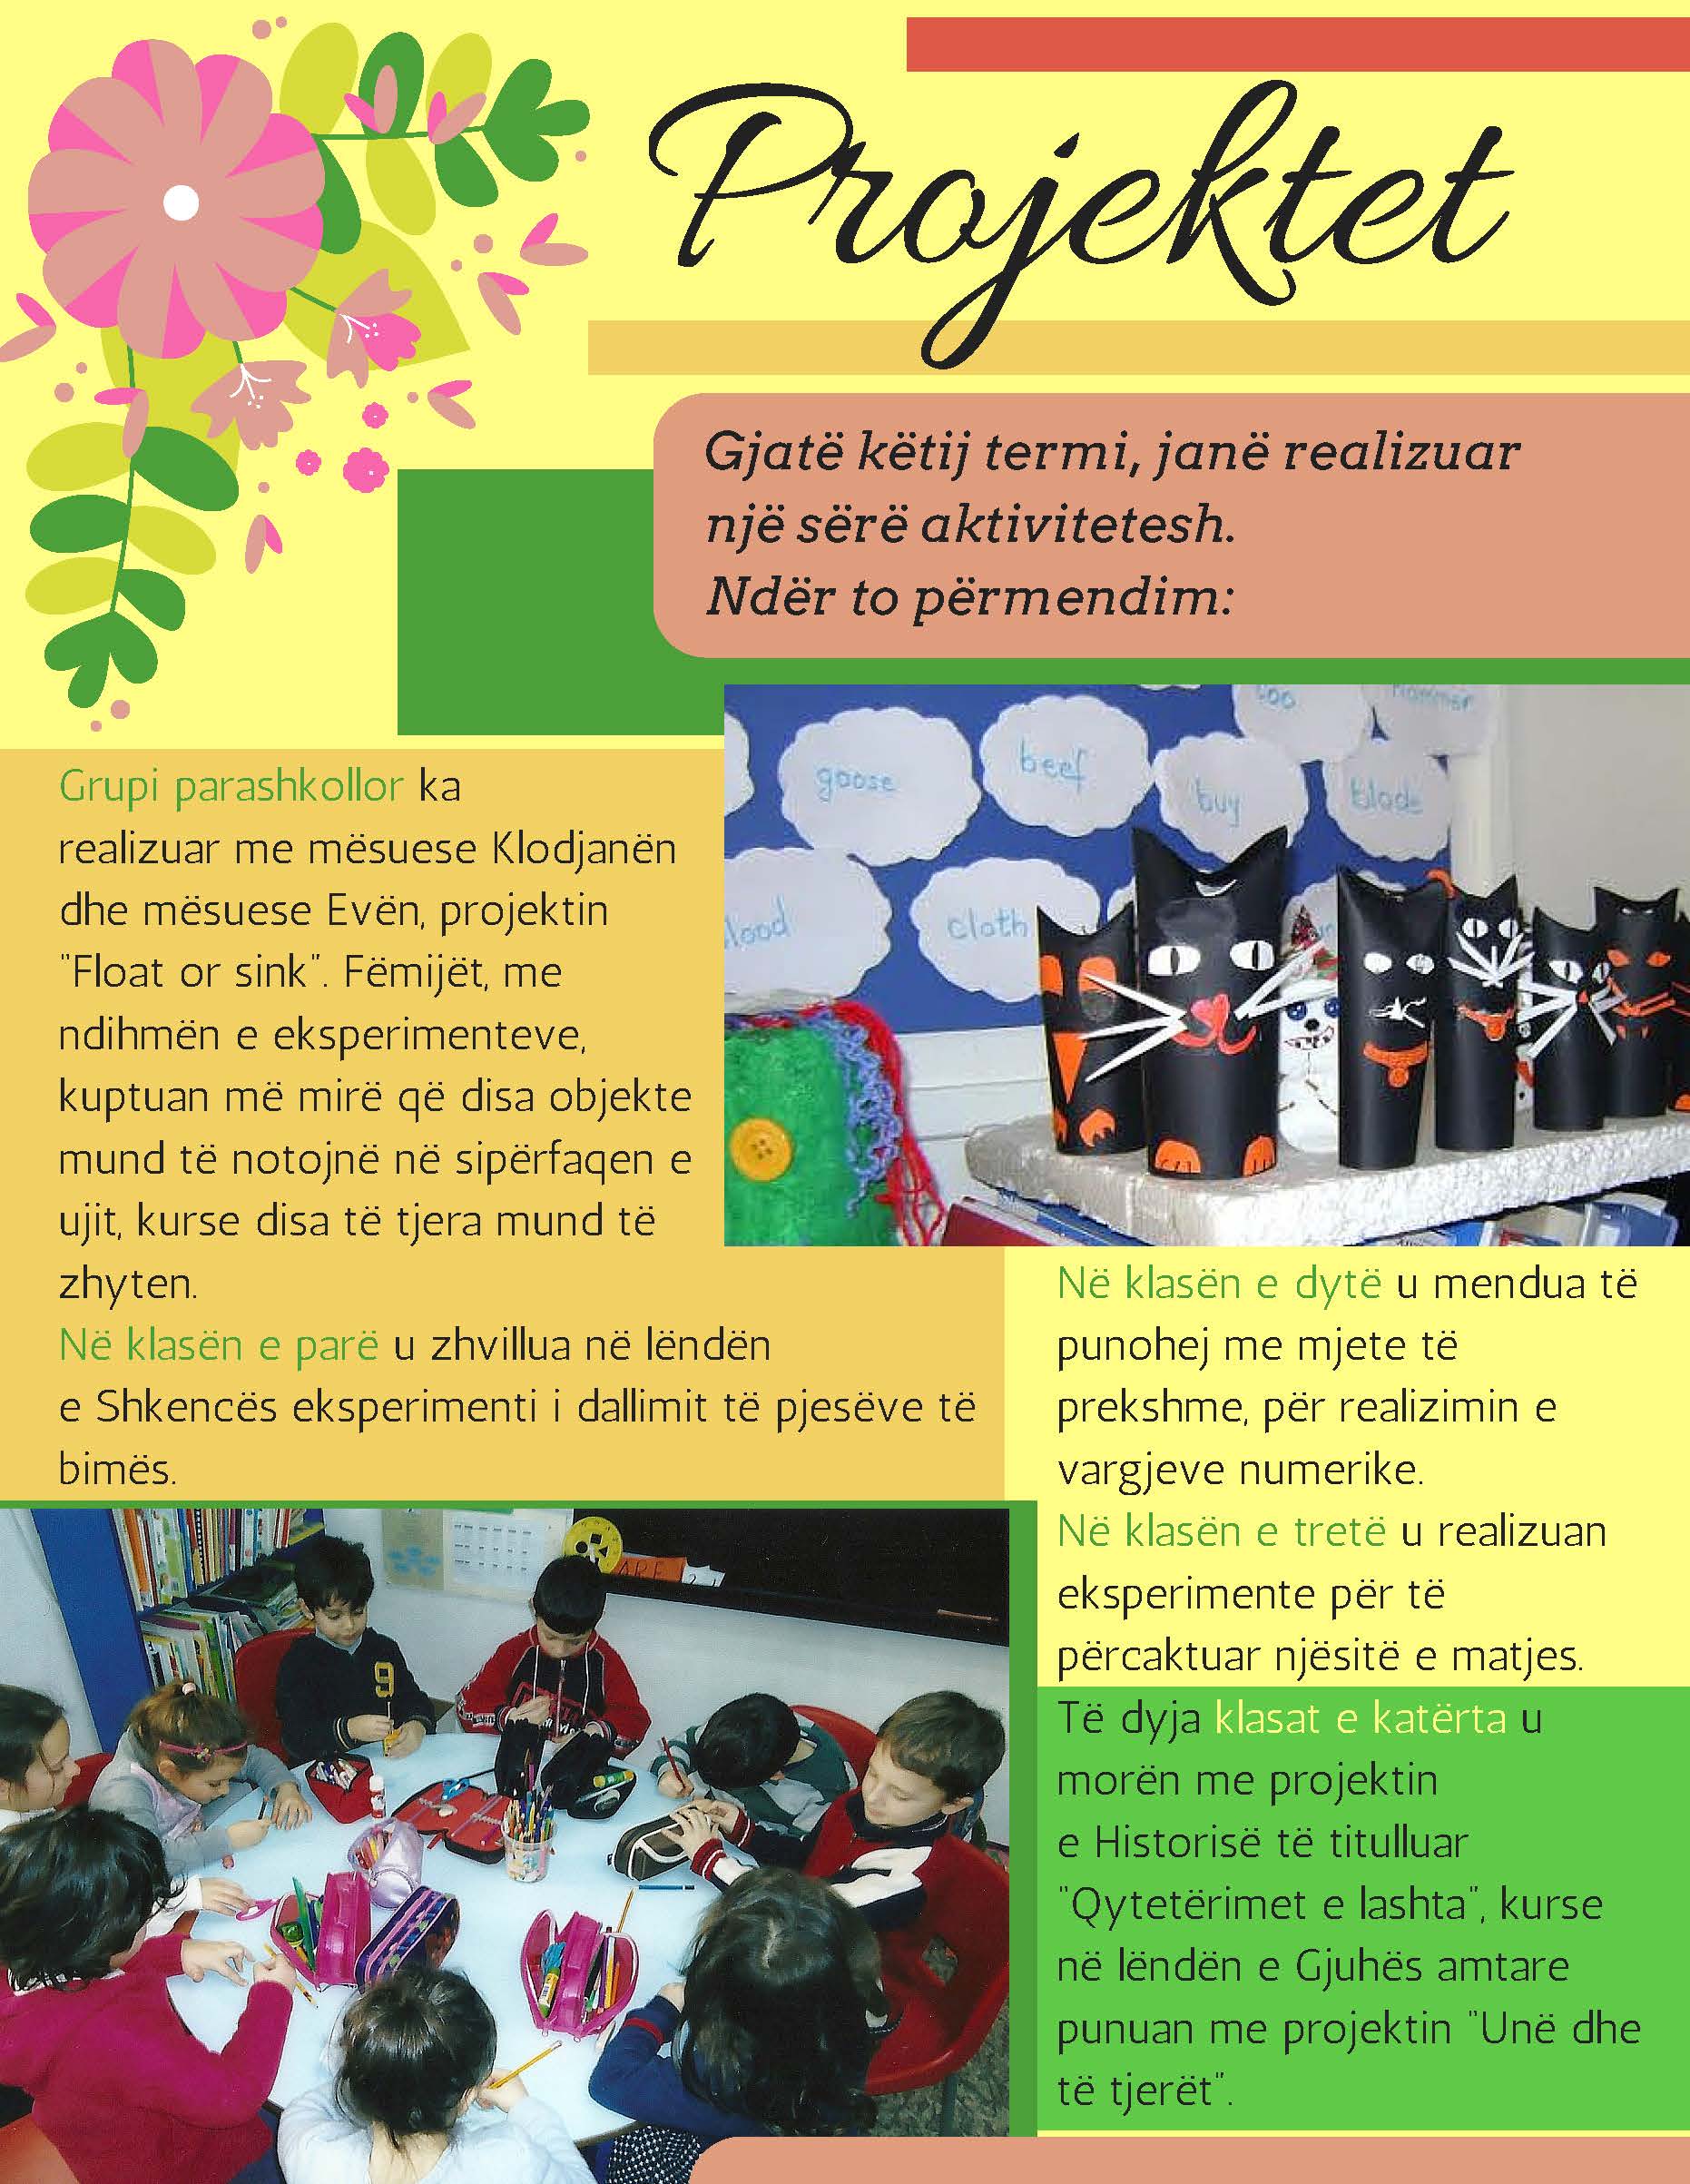 Projektet
Gjatë këtij termi, janë realizuar
një sërë aktivitetesh.
Ndër to përmendim:
goose
beef
buy
cloth
Grupi parashkollor ka
realizuar me mësuese Klodjanën
dhe mësuese Evën, projektin
"Float or sink". Fëmijët, me
ndihmën e eksperimenteve,
kuptuan më mirë që disa objekte
mund të notojnë në sipërfaqen e
ujit, kurse disa të tjera mund të
zhyten.
Në klasën e parë u zhvillua në lëndën
e Shkencës eksperimenti i dallimit të pjesëve të
bimës.
Në klasën e dytë u mendua të
punohej me mjete të
prekshme, për realizimin e
vargjeve numerike.
Në klasën e tretë u realizuan
eksperimente për të
përcaktuar njësitë e matjes.
Të dyja klasat e katërta u
morën me projektin
e Historisë të titulluar
"Qytetërimet e lashta", kurse
në lëndën e Gjuhës amtare
punuan me projektin "Unë dhe
të tjerët".
9